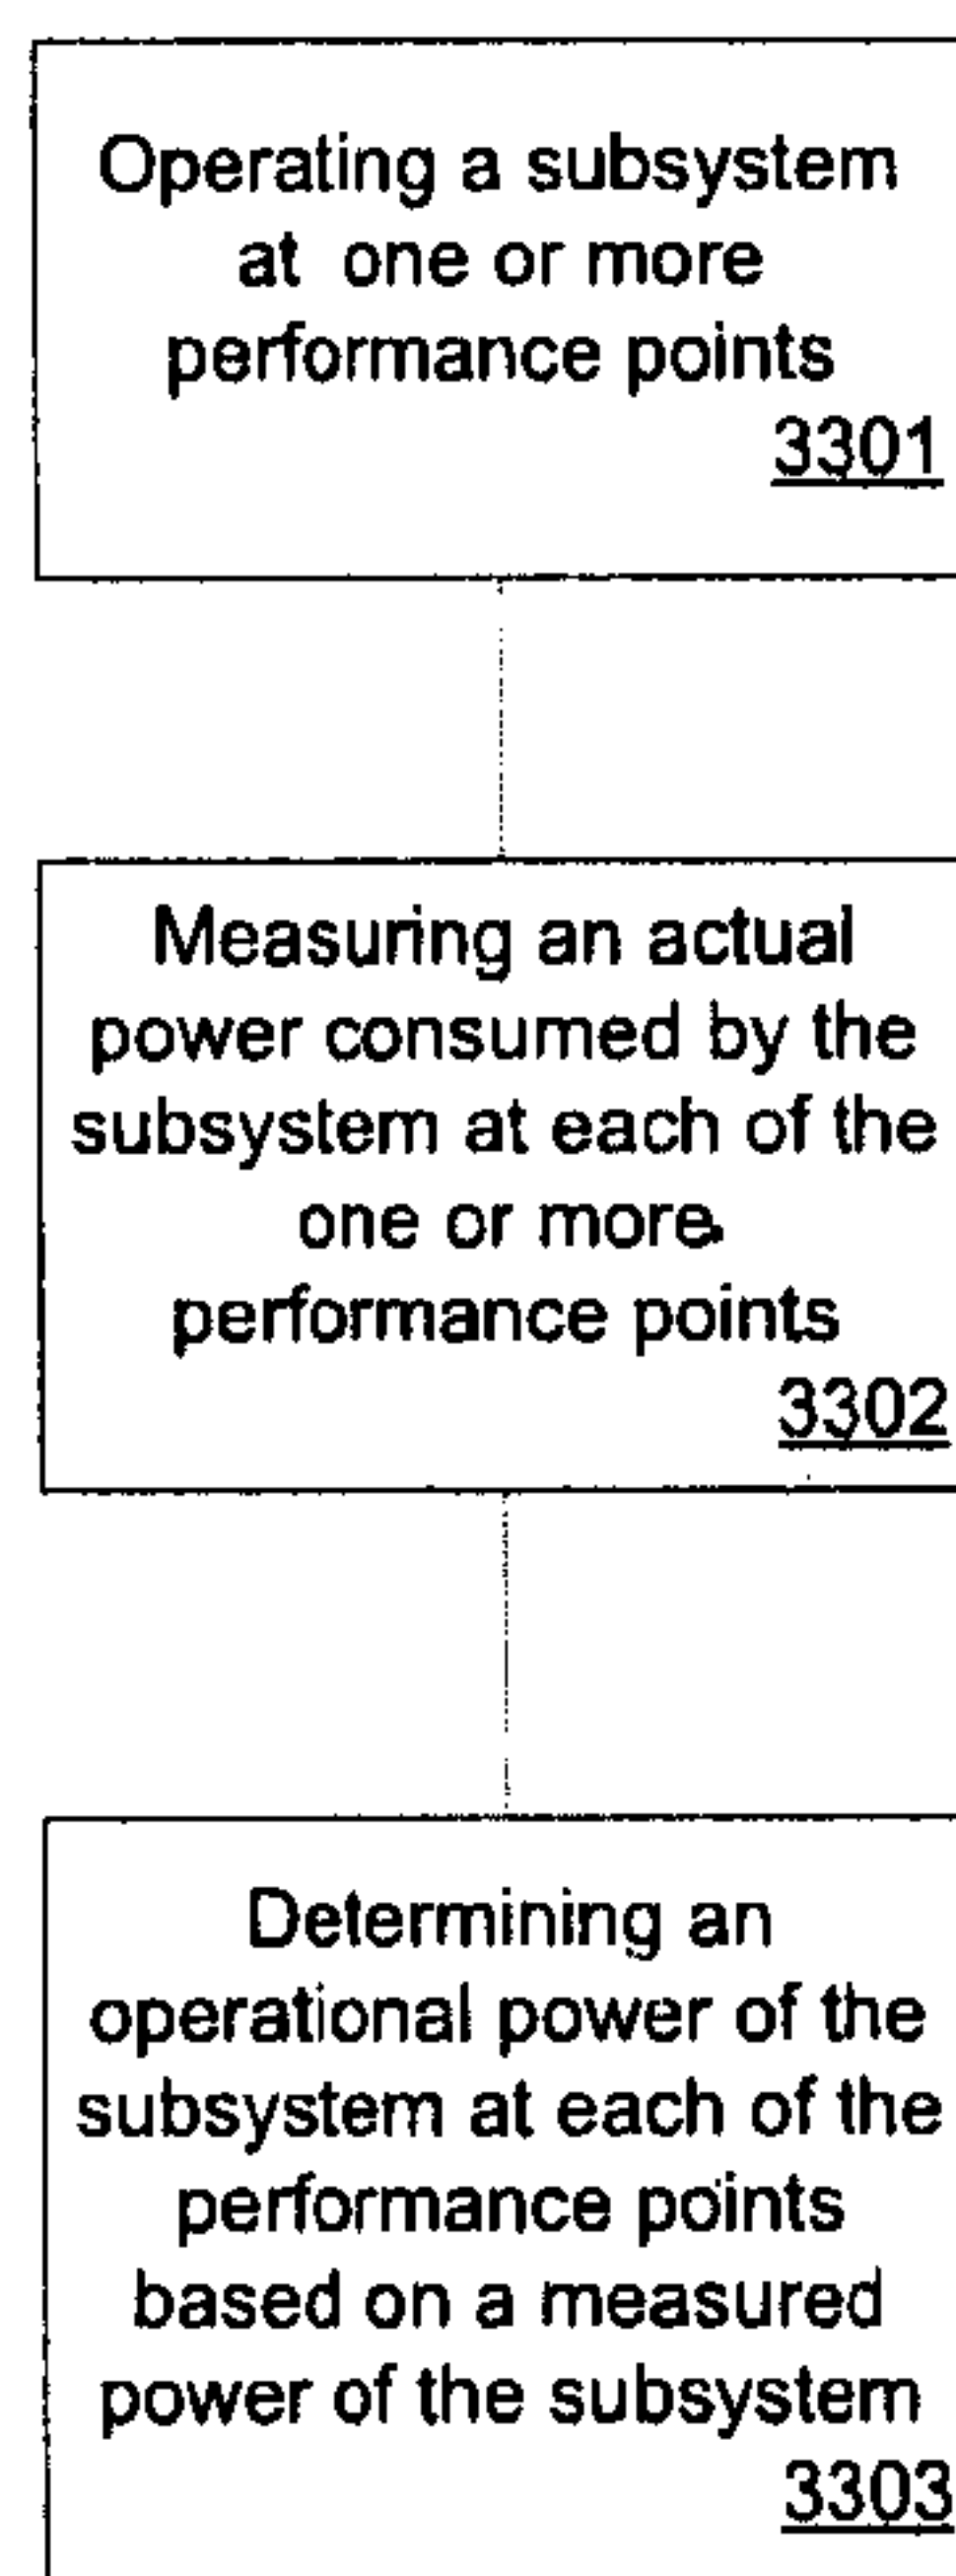 Operating a subsystem
at one or more
performance points
3301
Measuring an actual
power consumed by the
subsystem at each of the
one or more
performance points
3302
Determining an
operational power of the
subsystem at each of the
performance points
based on a measured
power of the subsystem
3303